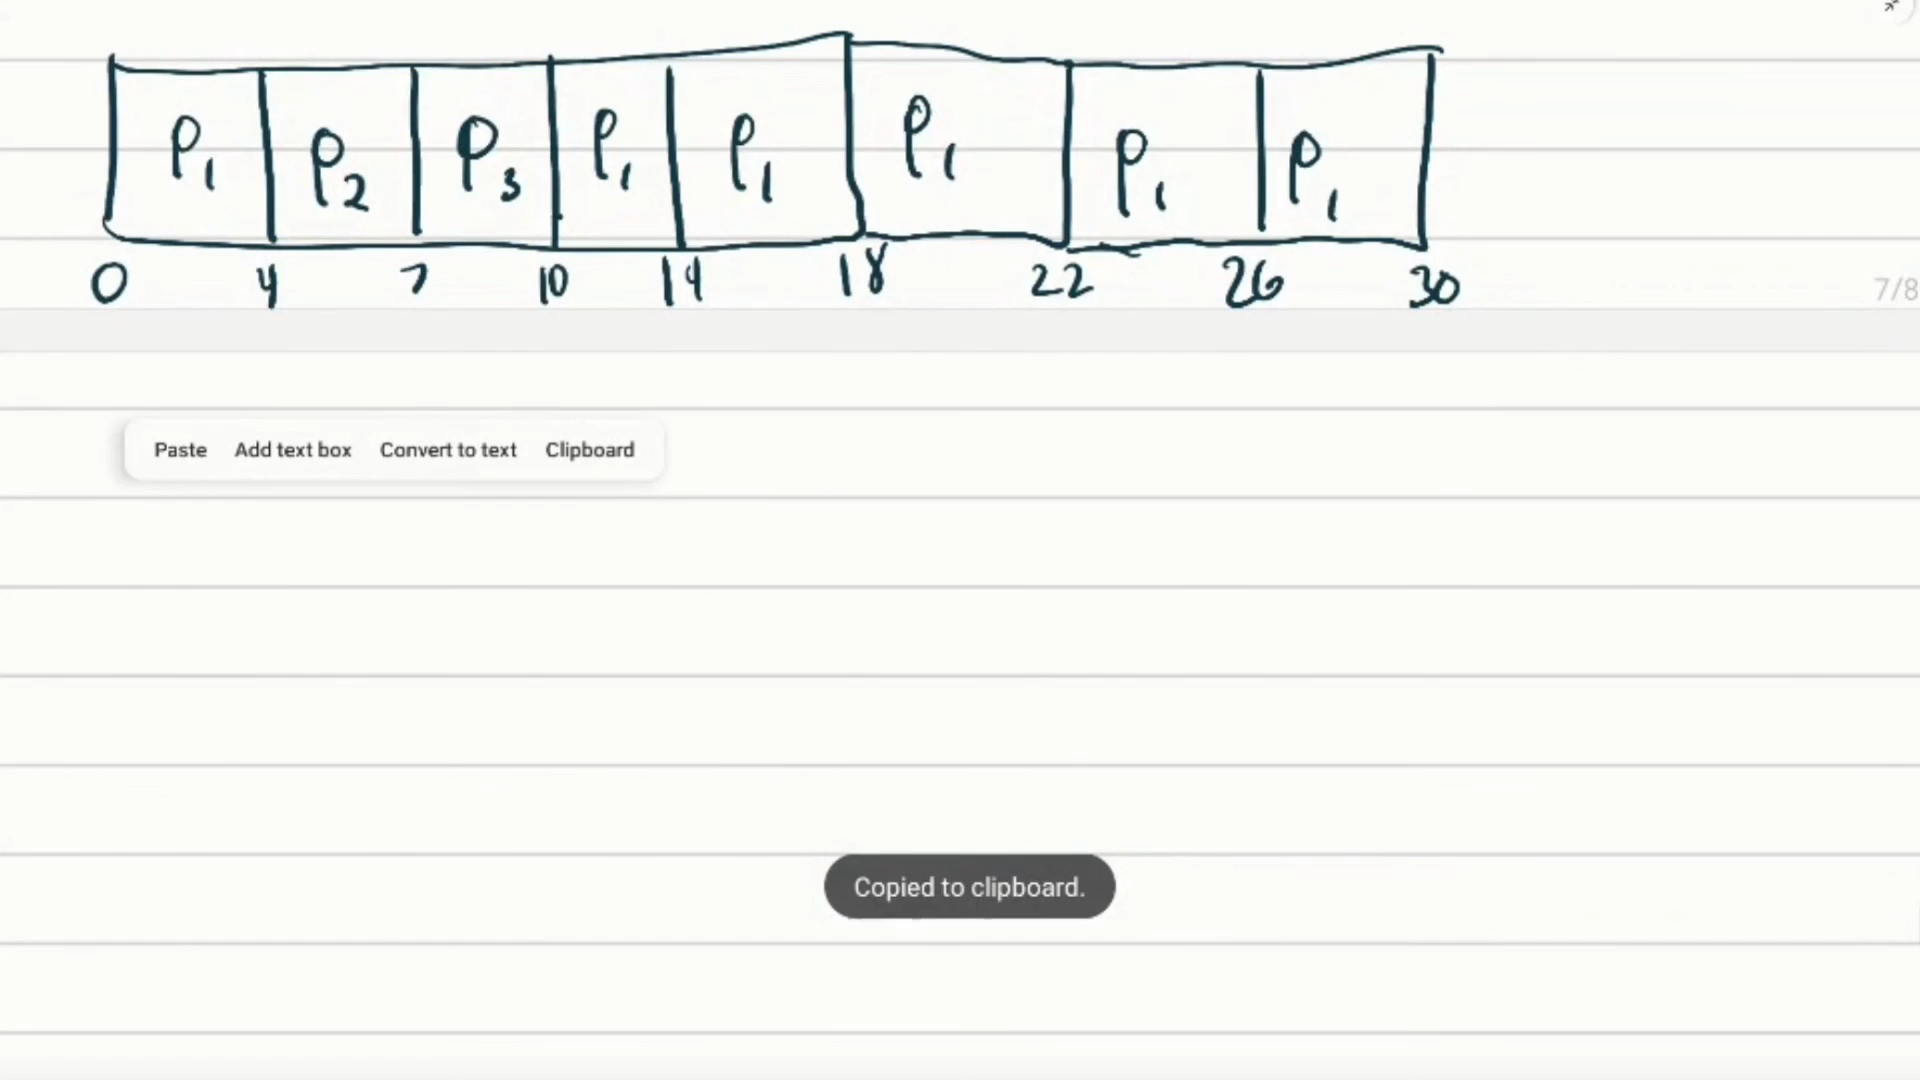 P1 P2 P3 P1 P1 P1 P1 P1
0 4 7 10 14 18 22 26 30
7/8
Paste Add text box Convert to text Clipboard
Copied to clipboard.